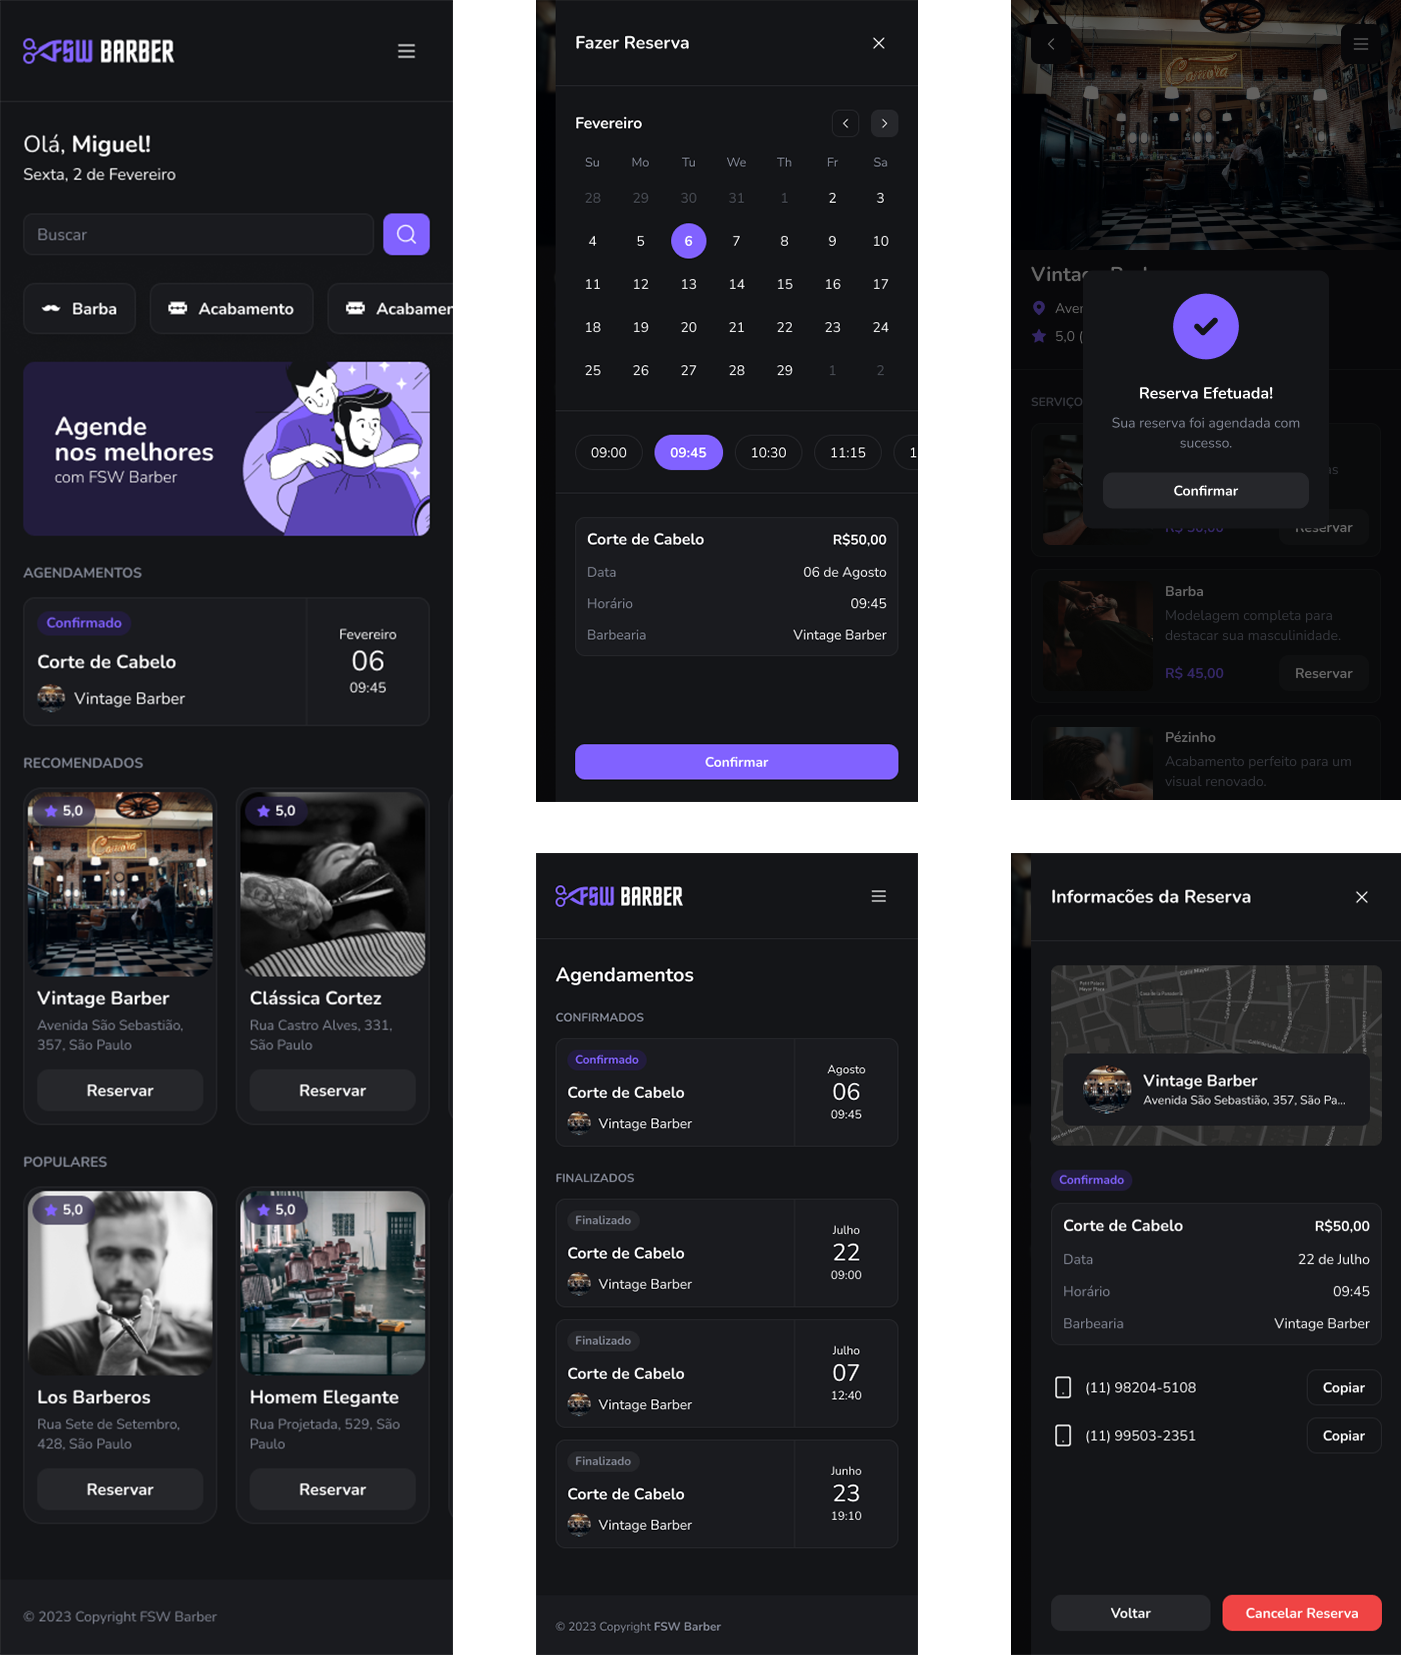 FSW BARBER
Olá, Miguel!
Sexta, 2 de Fevereiro
Buscar
Barba
Acabamento
Acabamen
Agende
nos melhores
com FSW Barber
AGENDAMENTOS
Confirmado
Corte de Cabelo
Vintage Barber
Fevereiro
06
09:45
RECOMENDADOS
5,0
Vintage Barber
Avenida São Sebastião,
357, São Paulo
Reservar
5,0
Clássica Cortez
Rua Castro Alves, 331,
São Paulo
Reservar
POPULARES
5,0
Los Barberos
Rua Sete de Setembro,
428, São Paulo
Reservar
5,0
Homem Elegante
Rua Projetada, 529, São
Paulo
Reservar
© 2023 Copyright FSW Barber
Fazer Reserva
Fevereiro
Su Mo Tu We Th Fr Sa
28 29 30 31 1 2 3
4 5 6 7 8 9 10
11 12 13 14 15 16 17
18 19 20 21 22 23 24
25 26 27 28 29 1 2
09:00 09:45 10:30 11:15 1
Corte de Cabelo R$50,00
Data 06 de Agosto
Horário 09:45
Barbearia Vintage Barber
Confirmar
FSW BARBER
Agendamentos
CONFIRMADOS
Confirmado
Corte de Cabelo
Vintage Barber
Agosto
06
09:45
FINALIZADOS
Finalizado
Corte de Cabelo
Vintage Barber
Julho
22
09:00
Finalizado
Corte de Cabelo
Vintage Barber
Julho
07
12:40
Finalizado
Corte de Cabelo
Vintage Barber
Junho
23
19:10
© 2023 Copyright FSW Barber
Aven
5,0 (
SERVIÇO
Reserva Efetuada!
Sua reserva foi agendada com
sucesso.
Confirmar
R$ 50,00
Reservar
Barba
Modelagem completa para
destacar sua masculinidade.
R$ 45,00
Reservar
Pézinho
Acabamento perfeito para um
visual renovado.
Informacões da Reserva
Vintage Barber
Avenida São Sebastião, 357, São Pa...
Confirmado
Corte de Cabelo R$50,00
Data 22 de Julho
Horário 09:45
Barbearia Vintage Barber
(11) 98204-5108 Copiar
(11) 99503-2351 Copiar
Voltar
Cancelar Reserva